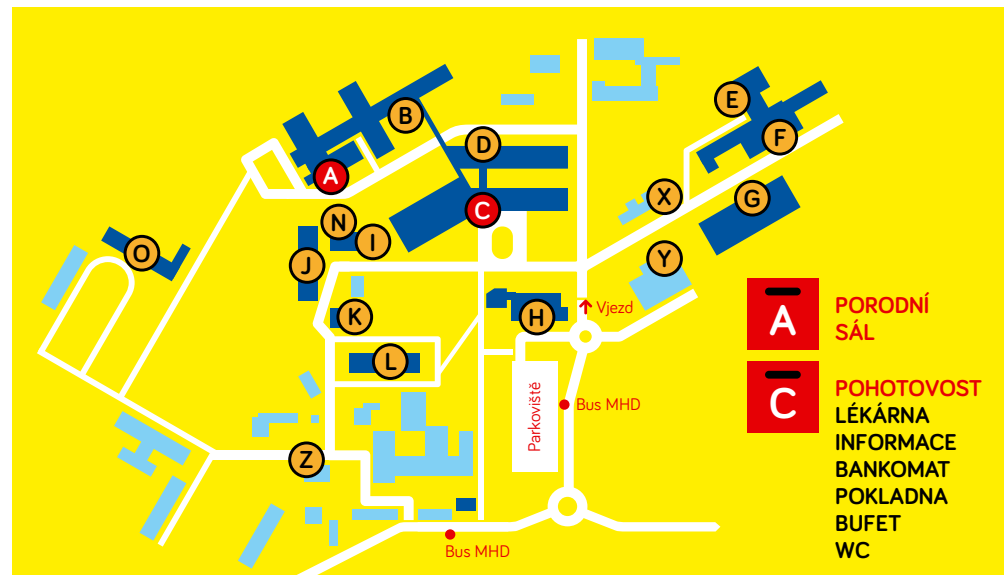 E
B
F
D
A
X
G
C
N
I
O
J
Y
Vjezd
K
H
L
Parkoviště
Bus MHD
Z
Bus MHD
A
PORODNÍ
SÁL
C
POHOTOVOST
LÉKÁRNA
INFORMACE
BANKOMAT
POKLADNA
BUFET
WC